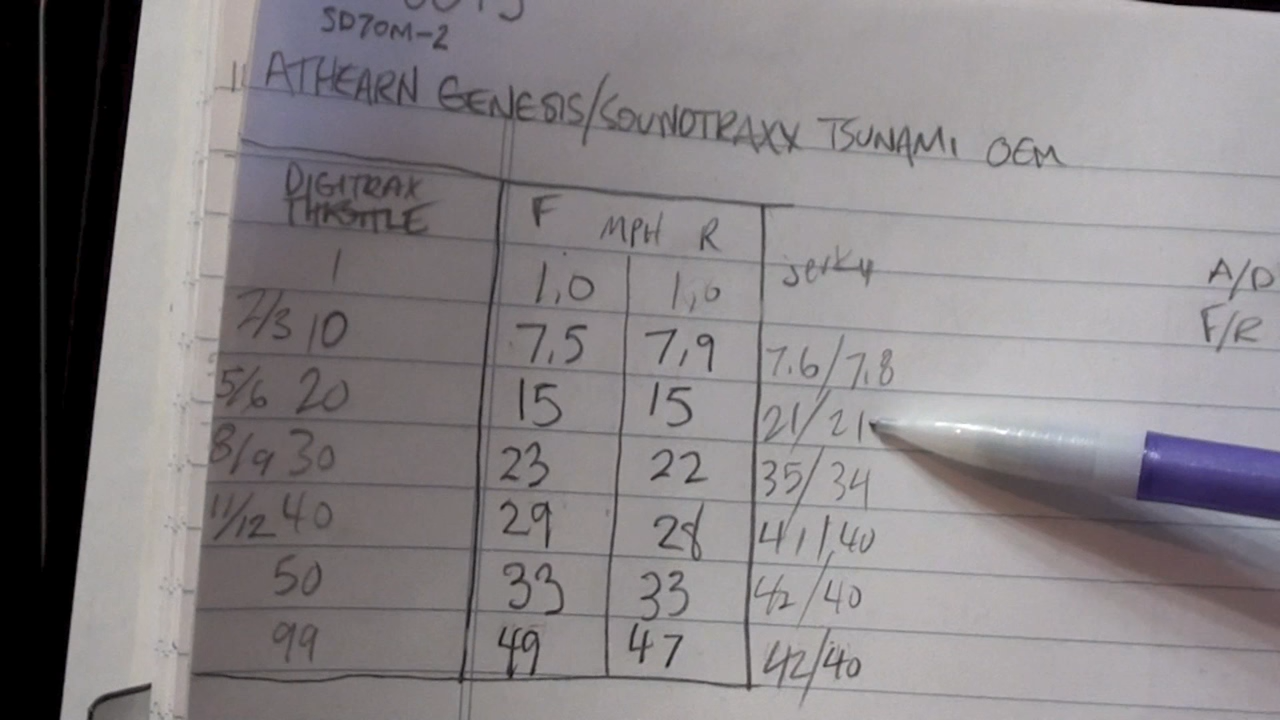 SD70M-2
ATHEARN GENESIS/SOUNDTRAXX TSUNAMI OEM
DIGITRAX
THROTTLE
F MPH R
1 1,0 1,0 jerky
A/D
2/3 10 7,5 7,9 7.6/7,8
F/R
5/6 20 15 15 21/21
8/9 30 23 22 35/34
11/12 40 29 28 41/40
50 33 33 42/40
99 49 47 42/40